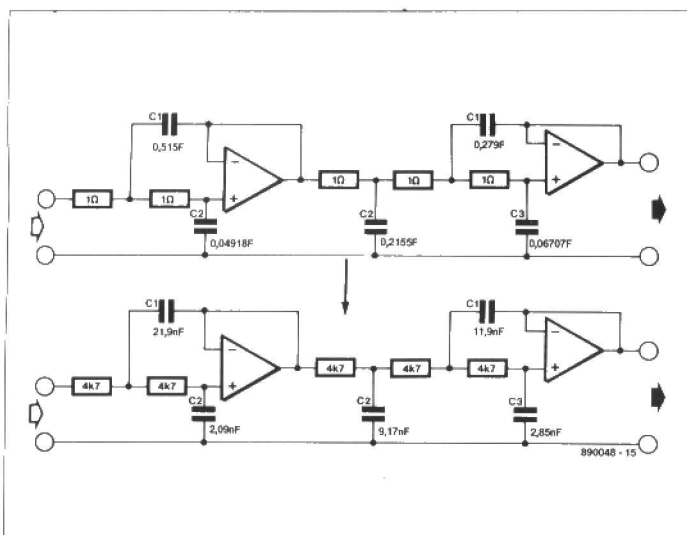 C1
0,515F
1Ω
1Ω
C2
0,04918F
−
+
1Ω
1Ω
1Ω
C2
0,2155F
C1
0,279F
−
+
C3
0,06707F
C1
21,9nF
4k7
4k7
C2
2,09nF
−
+
4k7
4k7
4k7
C2
9,17nF
C1
11,9nF
−
+
C3
2,85nF
890048 - 15